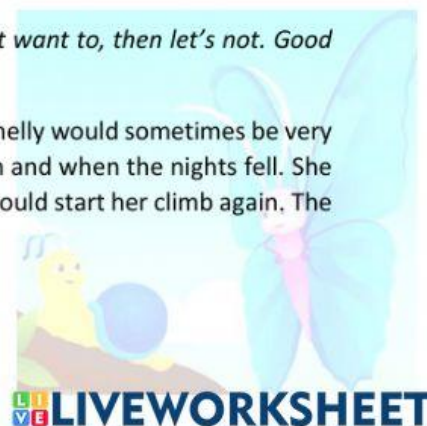 t want to, then let's not. Good
nelly would sometimes be very
n and when the nights fell. She
ould start her climb again. The
LIVE LIVEWORKSHEET